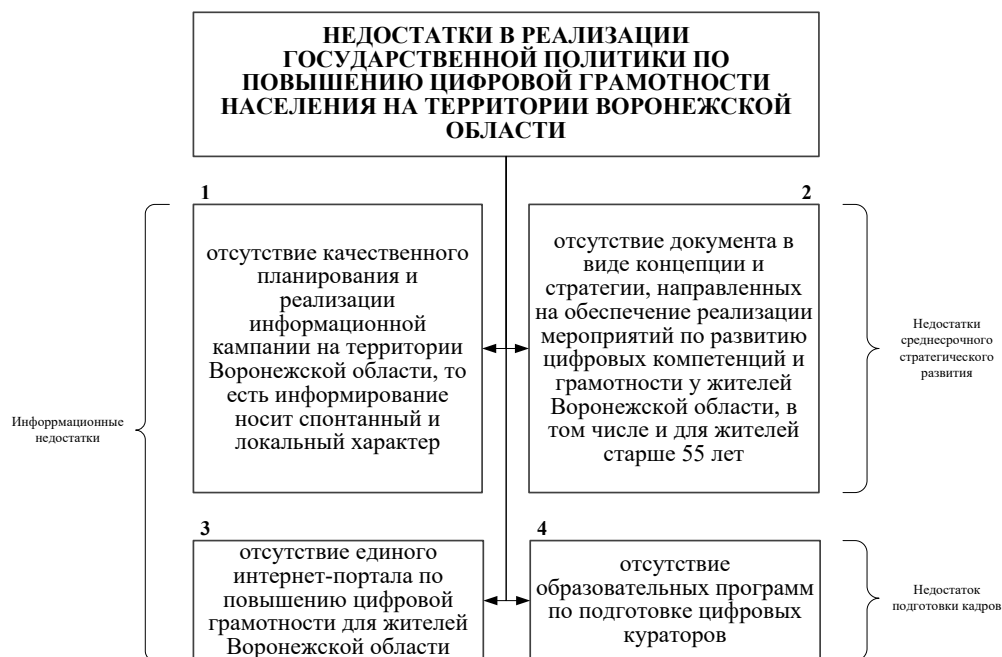 НЕДОСТАТКИ В РЕАЛИЗАЦИИ
ГОСУДАРСТВЕННОЙ ПОЛИТИКИ ПО
ПОВЫШЕНИЮ ЦИФРОВОЙ ГРАМОТНОСТИ
НАСЕЛЕНИЯ НА ТЕРРИТОРИИ ВОРОНЕЖСКОЙ
ОБЛАСТИ
1
отсутствие качественного
планирования и
реализации
информационной
кампании на территории
Воронежской области, то
есть информирование
носит спонтанный и
локальный характер
2
отсутствие документа в
виде концепции и
стратегии, направленных
на обеспечение реализации
мероприятий по развитию
цифровых компетенций и
грамотности у жителей
Воронежской области, в
том числе и для жителей
старше 55 лет
Недостатки
среднесрочного
стратегического
развития
Инфоррмационные
недостатки
3
отсутствие единого
интернет-портала по
повышению цифровой
грамотности для жителей
Воронежской области
4
отсутствие
образовательных программ
по подготовке цифровых
кураторов
Недостаток
подготовки кадров